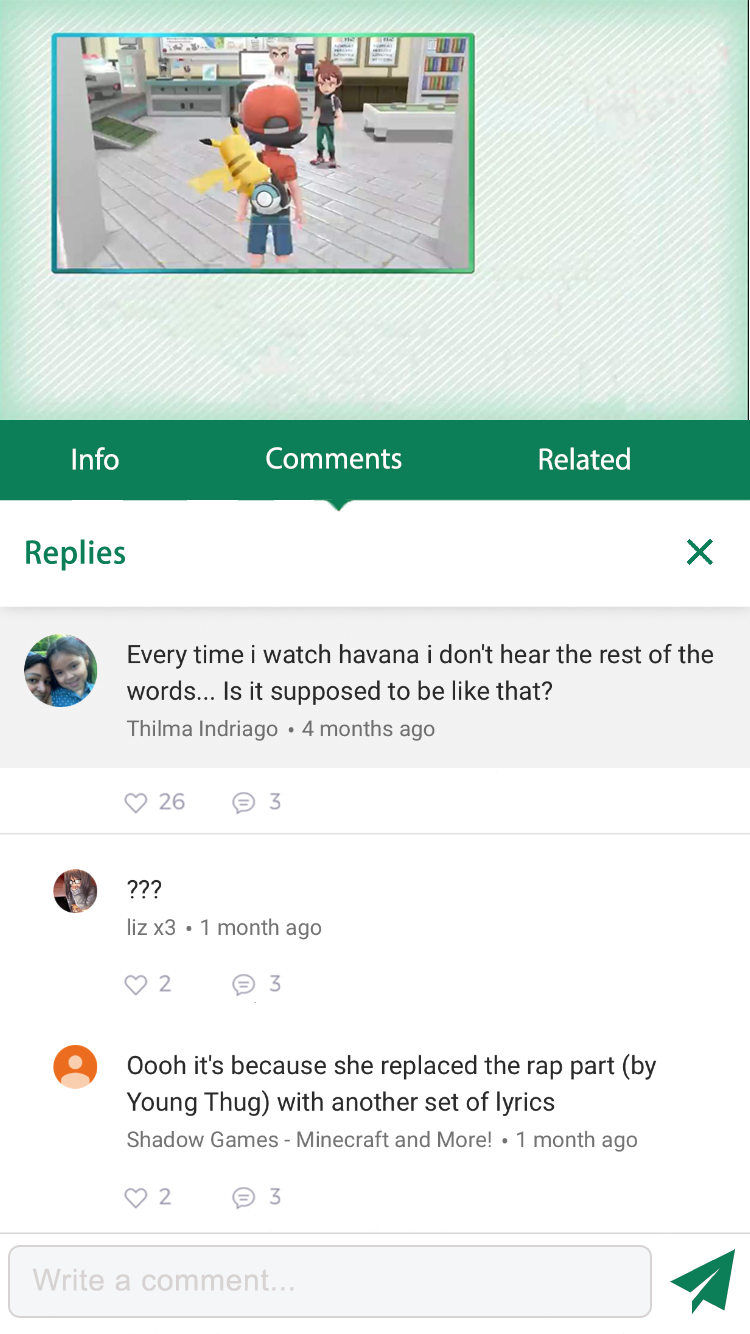 Info
Comments
Related
Replies
Every time i watch havana i don't hear the rest of the
words... Is it supposed to be like that?
Thilma Indriago • 4 months ago
26
3
???
liz x3 • 1 month ago
2
3
Oooh it's because she replaced the rap part (by
Young Thug) with another set of lyrics
Shadow Games - Minecraft and More! • 1 month ago
2
3
Write a comment...